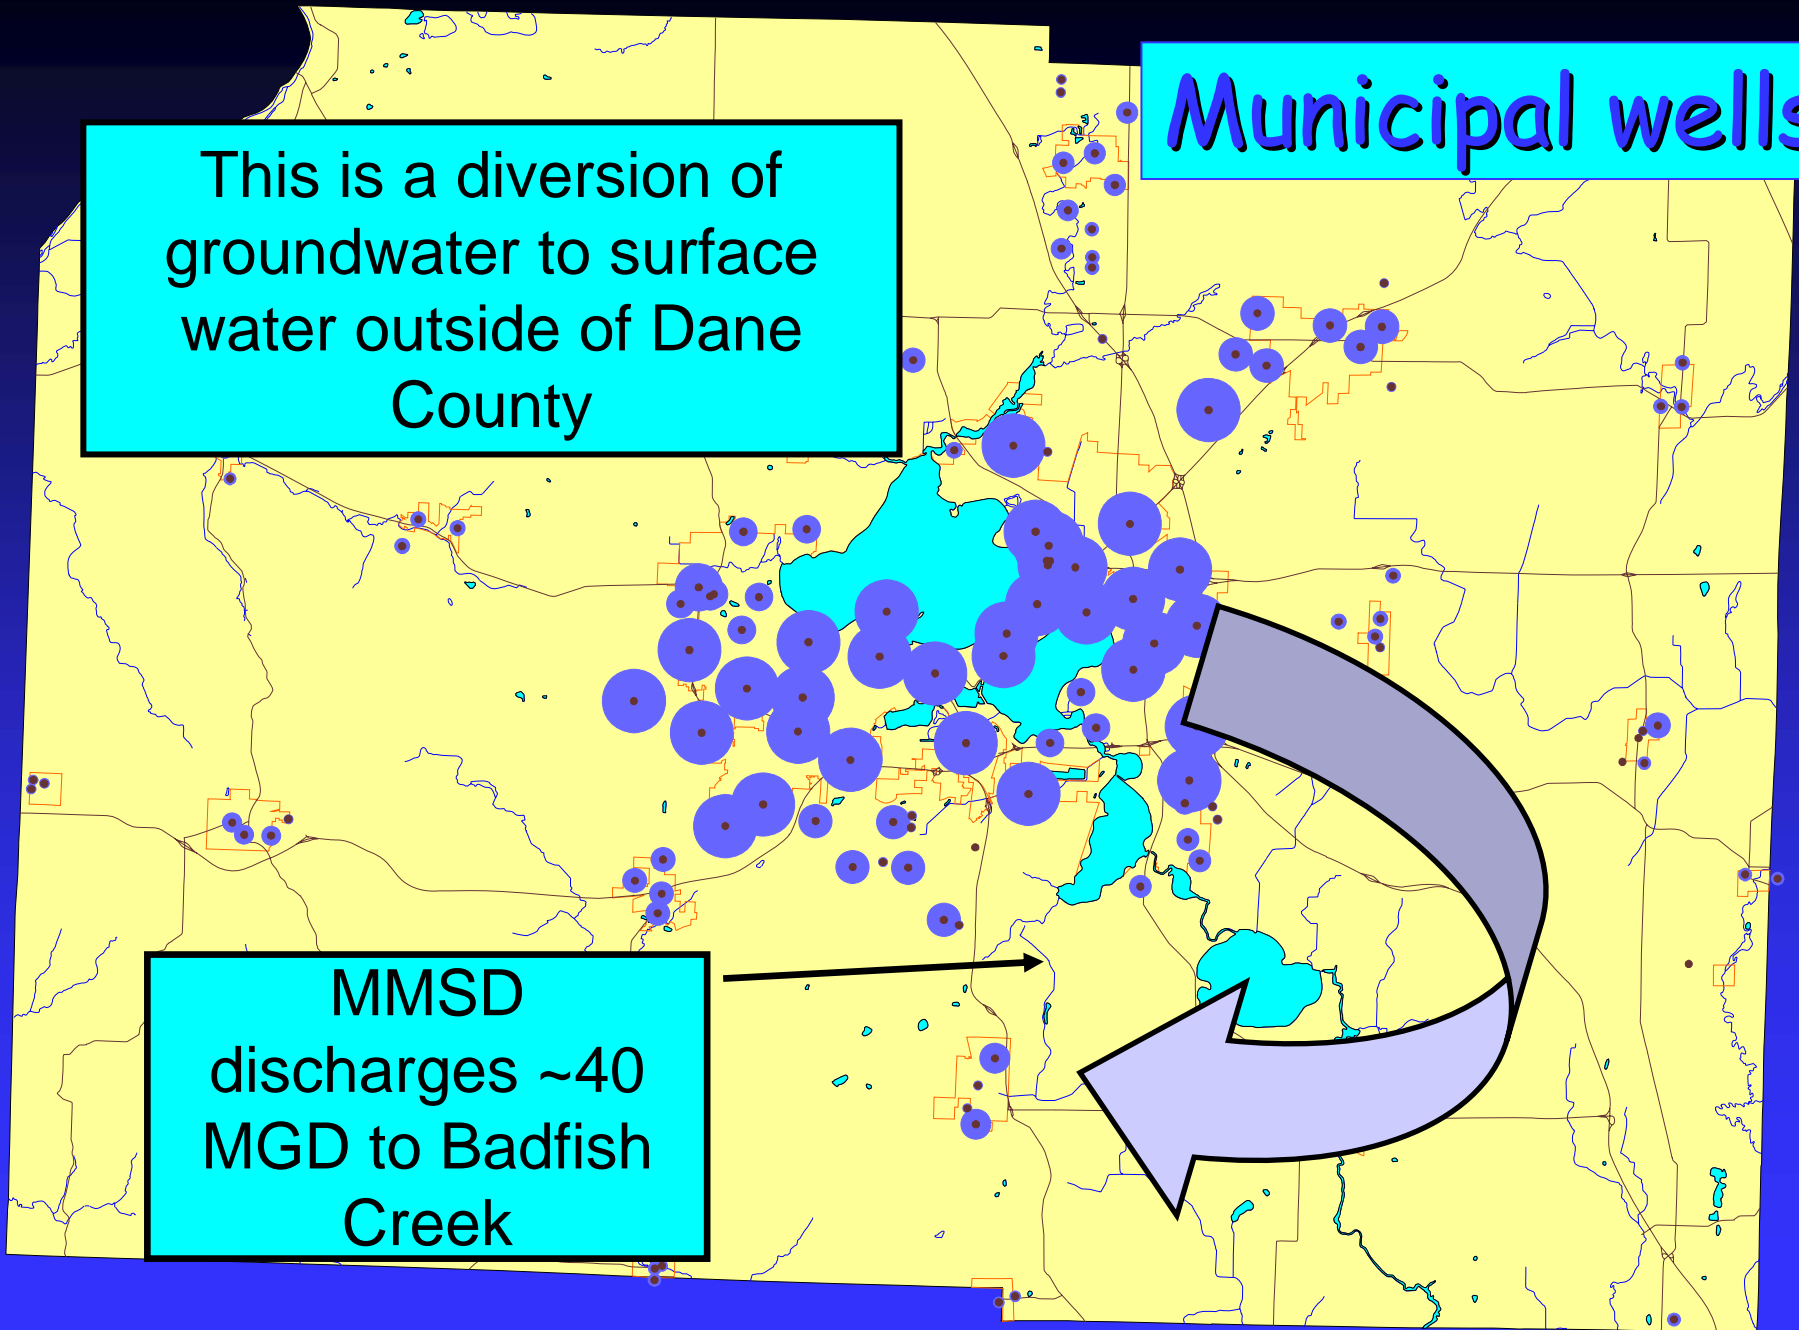 Municipal wells
This is a diversion of
groundwater to surface
water outside of Dane
County
MMSD
discharges ~40
MGD to Badfish
Creek